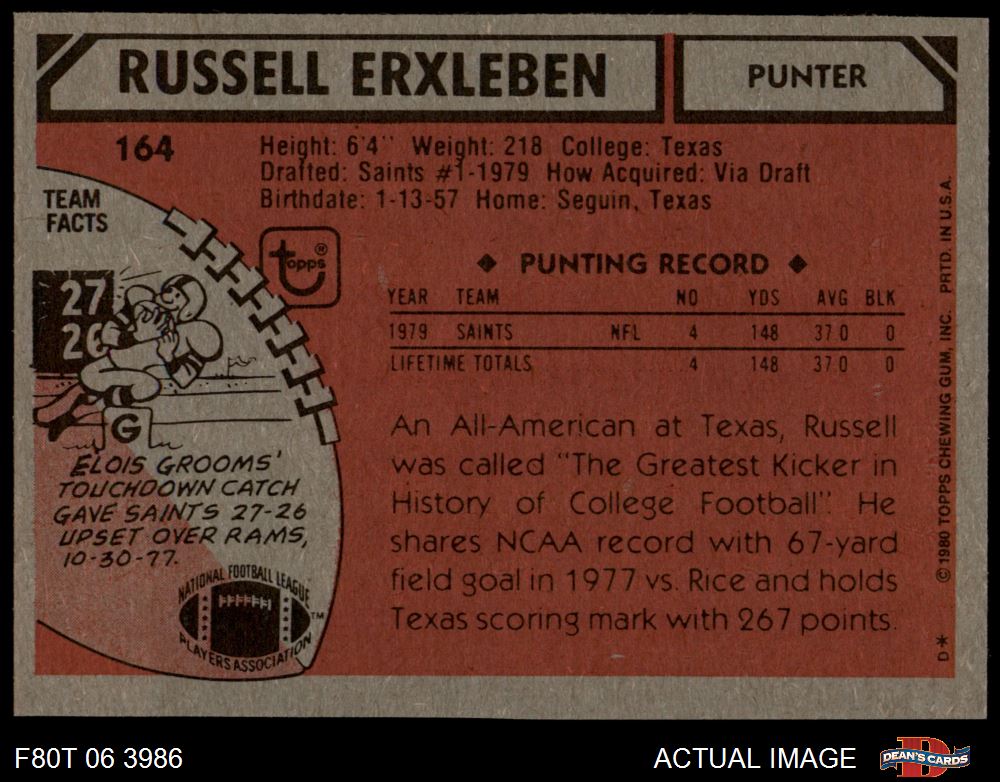 RUSSELL ERXLEBEN
PUNTER
164
Height: 6'4" Weight: 218 College: Texas
Drafted: Saints #1-1979 How Acquired: Via Draft
Birthdate: 1-13-57 Home: Seguin, Texas
TEAM
FACTS
27
26
G
ELOIS GROOMS'
TOUCHDOWN CATCH
GAVE SAINTS 27-26
UPSET OVER RAMS,
10-30-77.
NATIONAL FOOTBALL LEAGUE
PLAYERS ASSOCIATION
™
topps®
◆ PUNTING RECORD ◆
YEAR TEAM NO YDS AVG BLK
1979 SAINTS NFL 4 148 37.0 0
LIFETIME TOTALS 4 148 37.0 0
An All-American at Texas, Russell
was called "The Greatest Kicker in
History of College Football". He
shares NCAA record with 67-yard
field goal in 1977 vs. Rice and holds
Texas scoring mark with 267 points.
© 1980 TOPPS CHEWING GUM, INC. PRTD. IN U.S.A.
D*
F80T 06 3986
ACTUAL IMAGE
D
DEAN'S CARDS